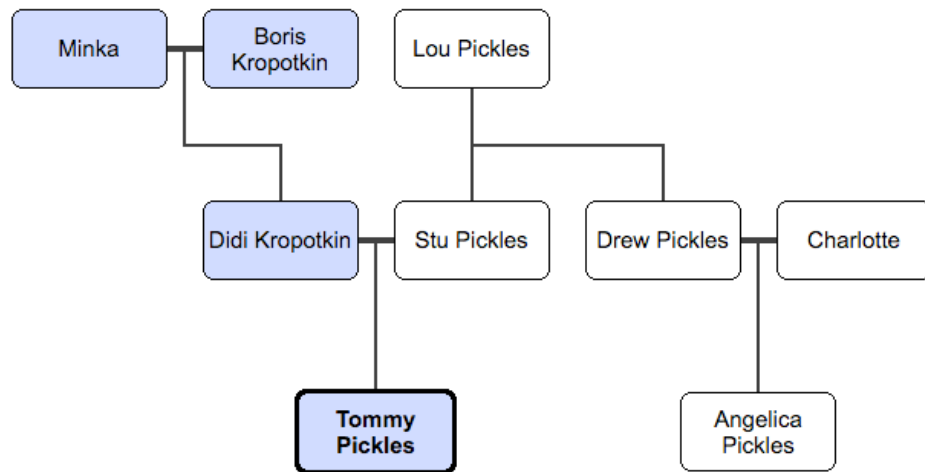 Minka
Boris
Kropotkin
Lou Pickles
Didi Kropotkin
Stu Pickles
Drew Pickles
Charlotte
Tommy
Pickles
Angelica
Pickles